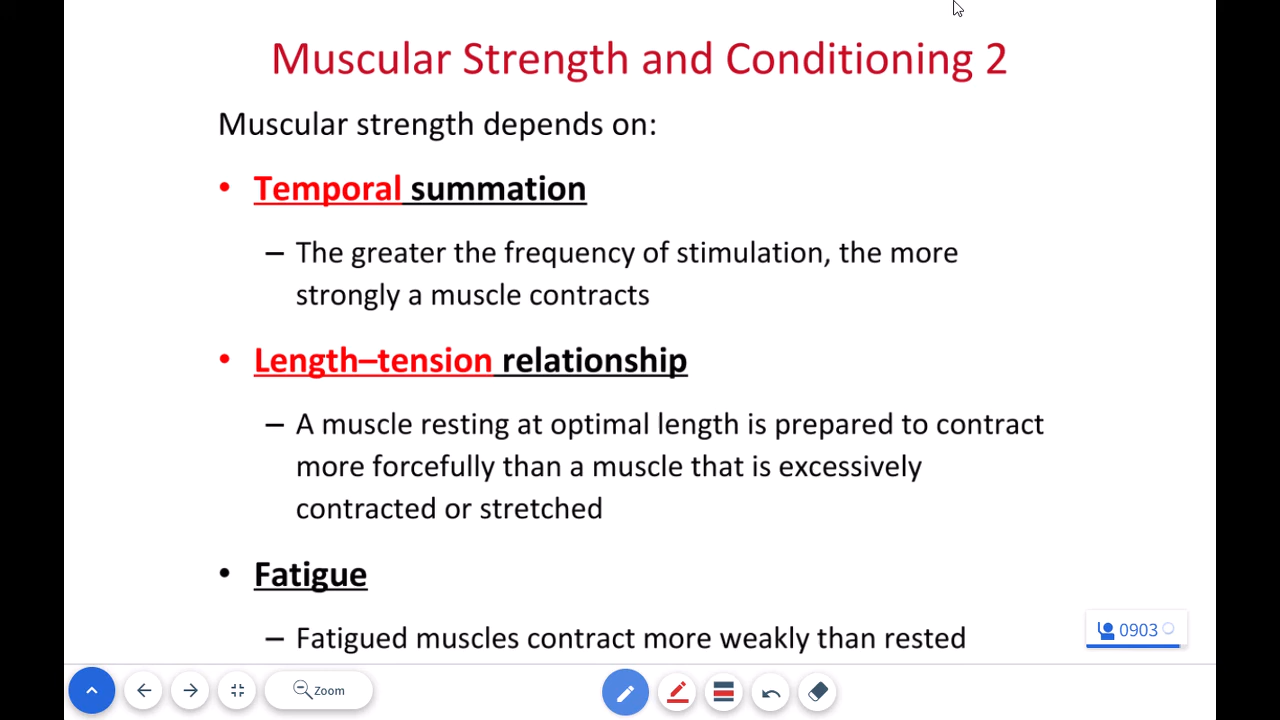 Muscular Strength and Conditioning 2
Muscular strength depends on:
• Temporal summation
– The greater the frequency of stimulation, the more
strongly a muscle contracts
• Length–tension relationship
– A muscle resting at optimal length is prepared to contract
more forcefully than a muscle that is excessively
contracted or stretched
• Fatigue
– Fatigued muscles contract more weakly than rested
0903
Zoom